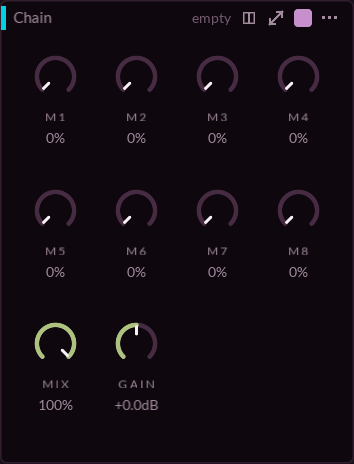 Chain empty
M1 M2 M3 M4
0% 0% 0% 0%
M5 M6 M7 M8
0% 0% 0% 0%
MIX GAIN
100% +0.0dB